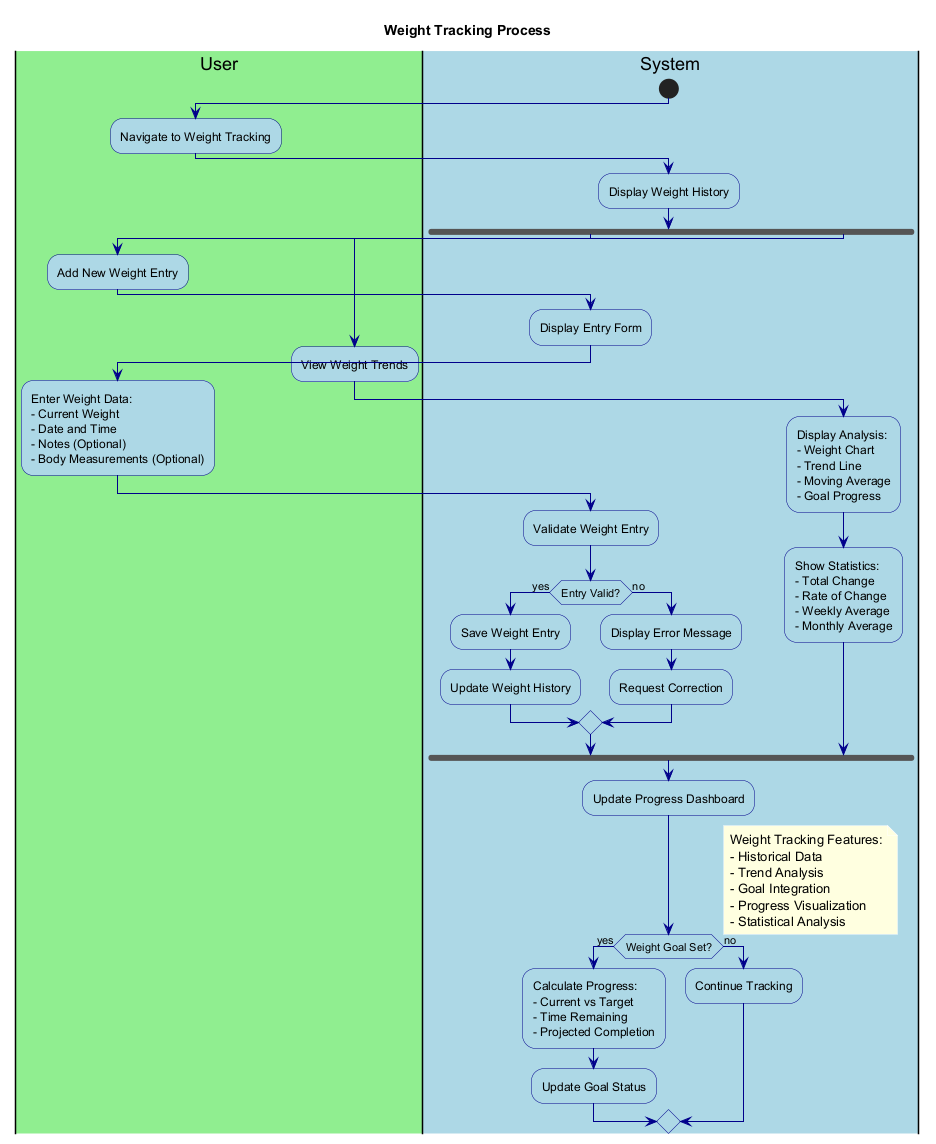 Weight Tracking Process
User
System
Navigate to Weight Tracking
Display Weight History
Add New Weight Entry
Display Entry Form
View Weight Trends
Enter Weight Data:
- Current Weight
- Date and Time
- Notes (Optional)
- Body Measurements (Optional)
Display Analysis:
- Weight Chart
- Trend Line
- Moving Average
- Goal Progress
Validate Weight Entry
Show Statistics:
- Total Change
- Rate of Change
- Weekly Average
- Monthly Average
yes
Entry Valid?
no
Save Weight Entry
Display Error Message
Update Weight History
Request Correction
Update Progress Dashboard
Weight Tracking Features:
- Historical Data
- Trend Analysis
- Goal Integration
- Progress Visualization
- Statistical Analysis
yes
Weight Goal Set?
no
Calculate Progress:
- Current vs Target
- Time Remaining
- Projected Completion
Continue Tracking
Update Goal Status